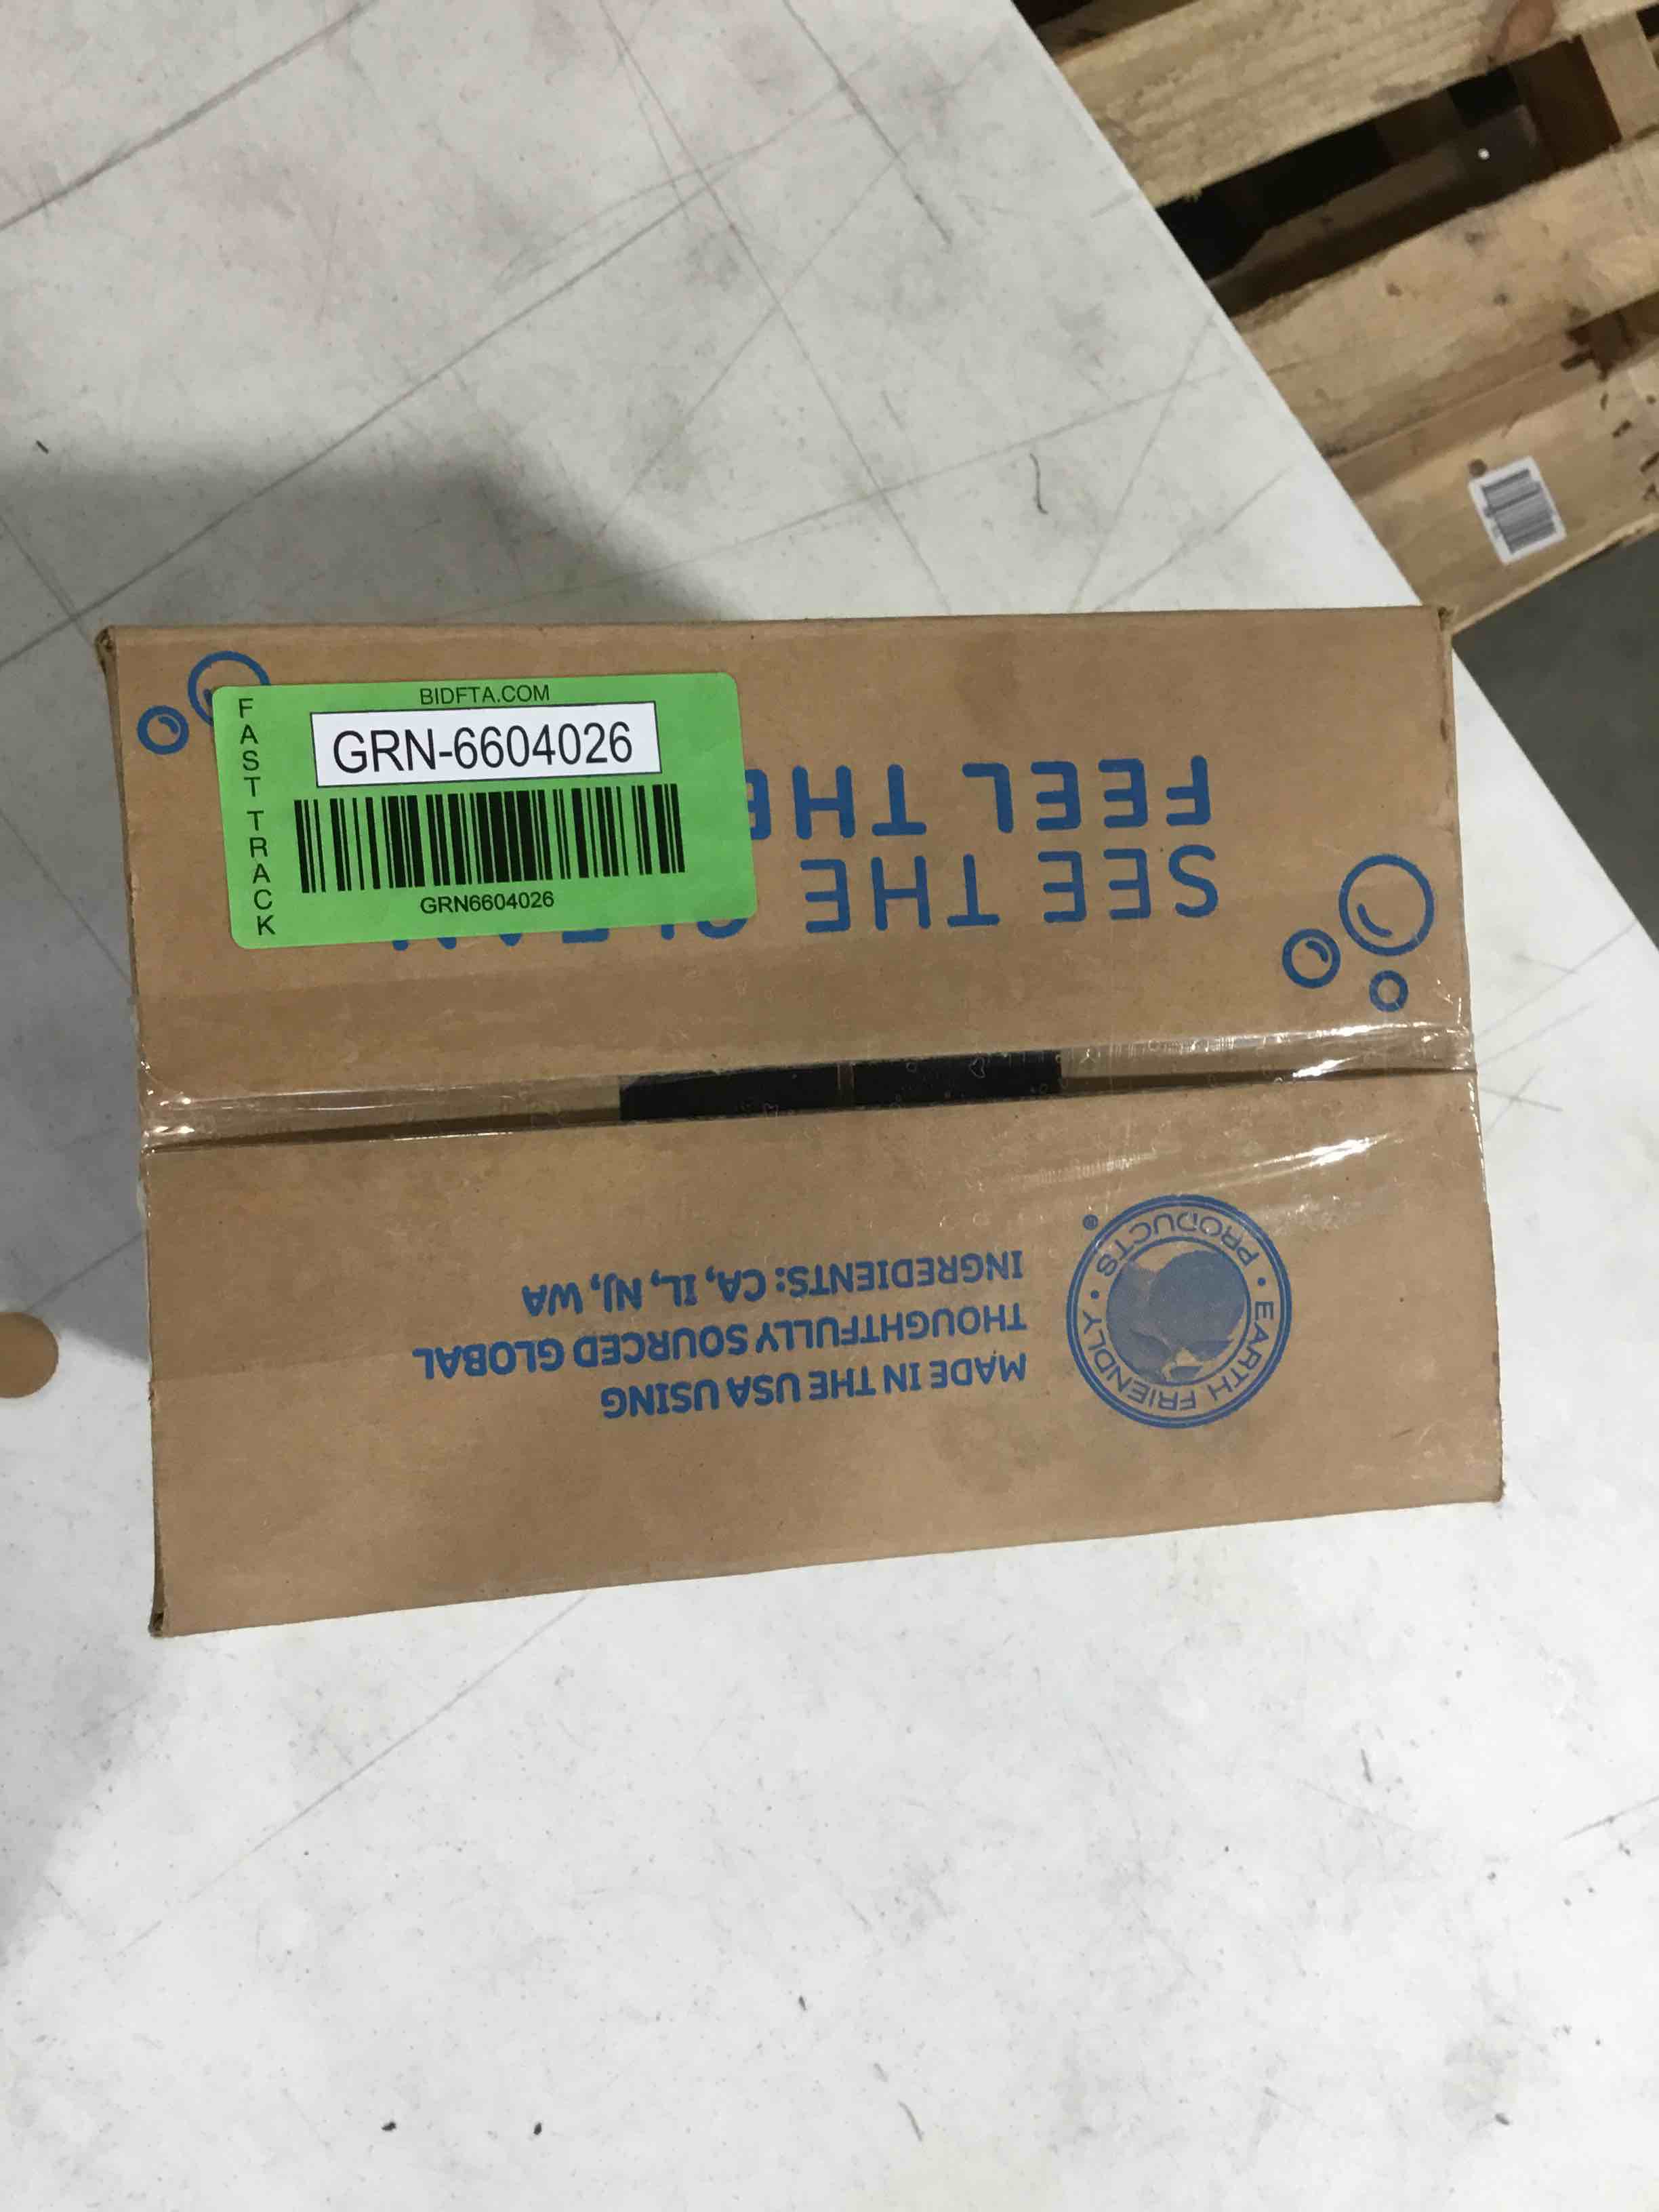 BIDFTA.COM
FAST TRACK
GRN-6604026
GRN6604026
SEE THE CLEAN
FEEL THE
MADE IN THE USA USING
THOUGHTFULLY SOURCED GLOBAL
INGREDIENTS: CA, IL, NJ, WA
EARTH FRIENDLY • PRODUCTS • ®